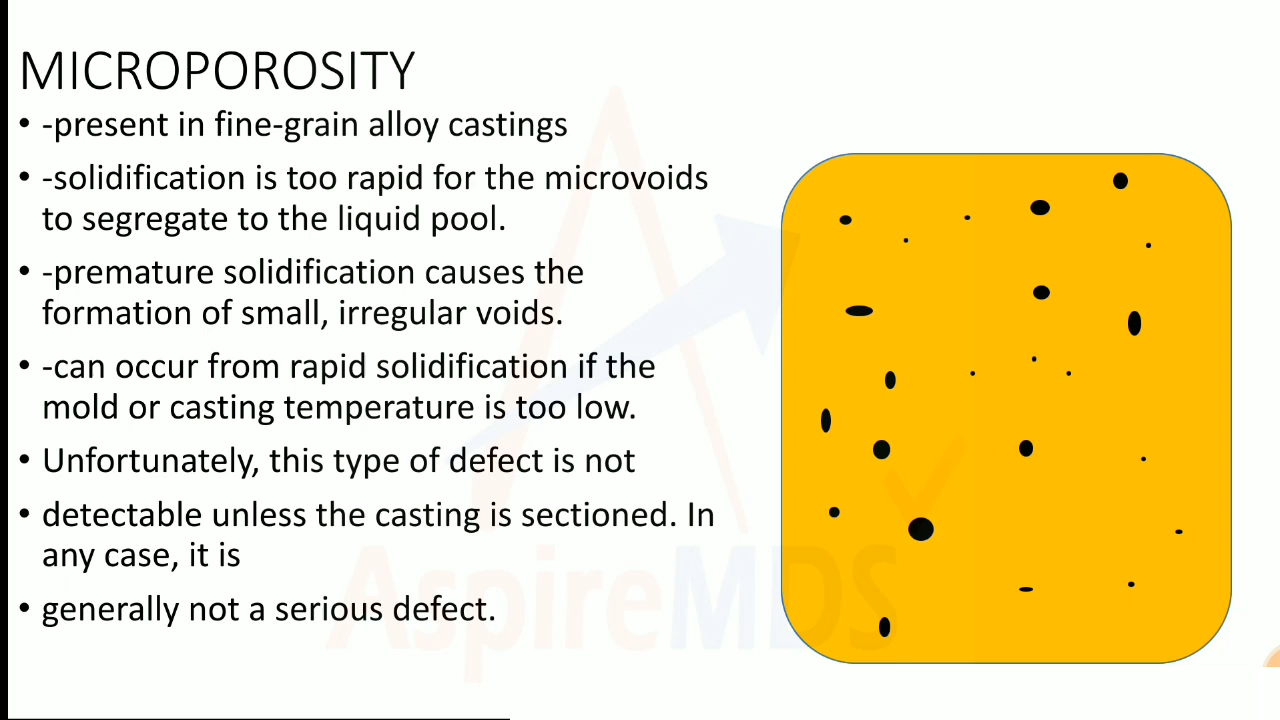 MICROPOROSITY
• -present in fine-grain alloy castings
• -solidification is too rapid for the microvoids
to segregate to the liquid pool.
• -premature solidification causes the
formation of small, irregular voids.
• -can occur from rapid solidification if the
mold or casting temperature is too low.
• Unfortunately, this type of defect is not
• detectable unless the casting is sectioned. In
any case, it is
• generally not a serious defect.
AspireMDS